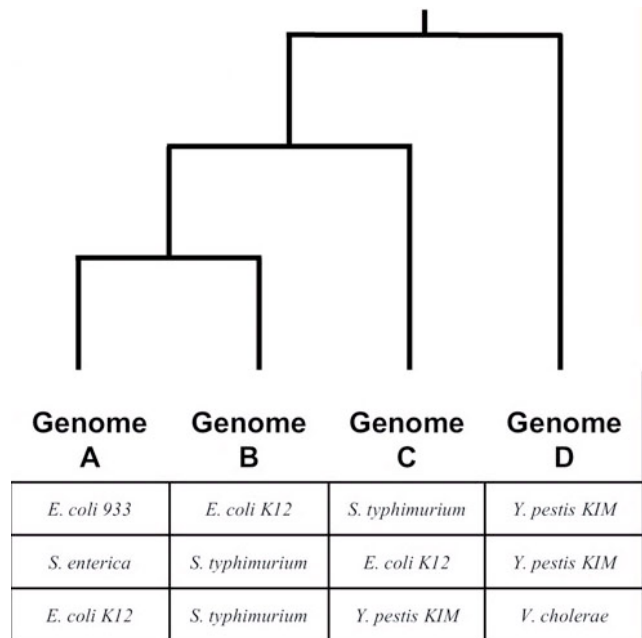 Genome Genome Genome Genome
A B C D
E. coli 933 E. coli K12 S. typhimurium Y. pestis KIM
S. enterica S. typhimurium E. coli K12 Y. pestis KIM
E. coli K12 S. typhimurium Y. pestis KIM V. cholerae